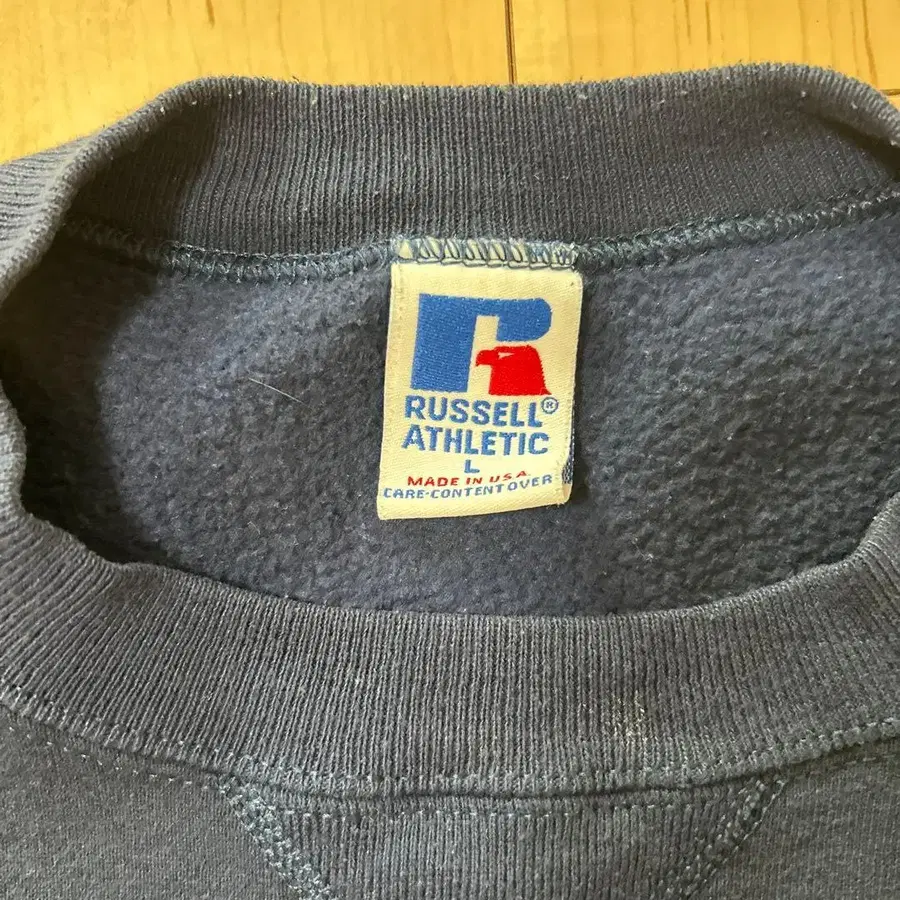 RUSSELL®
ATHLETIC
L
MADE IN U.S.A.
CARE-CONTENT OVER